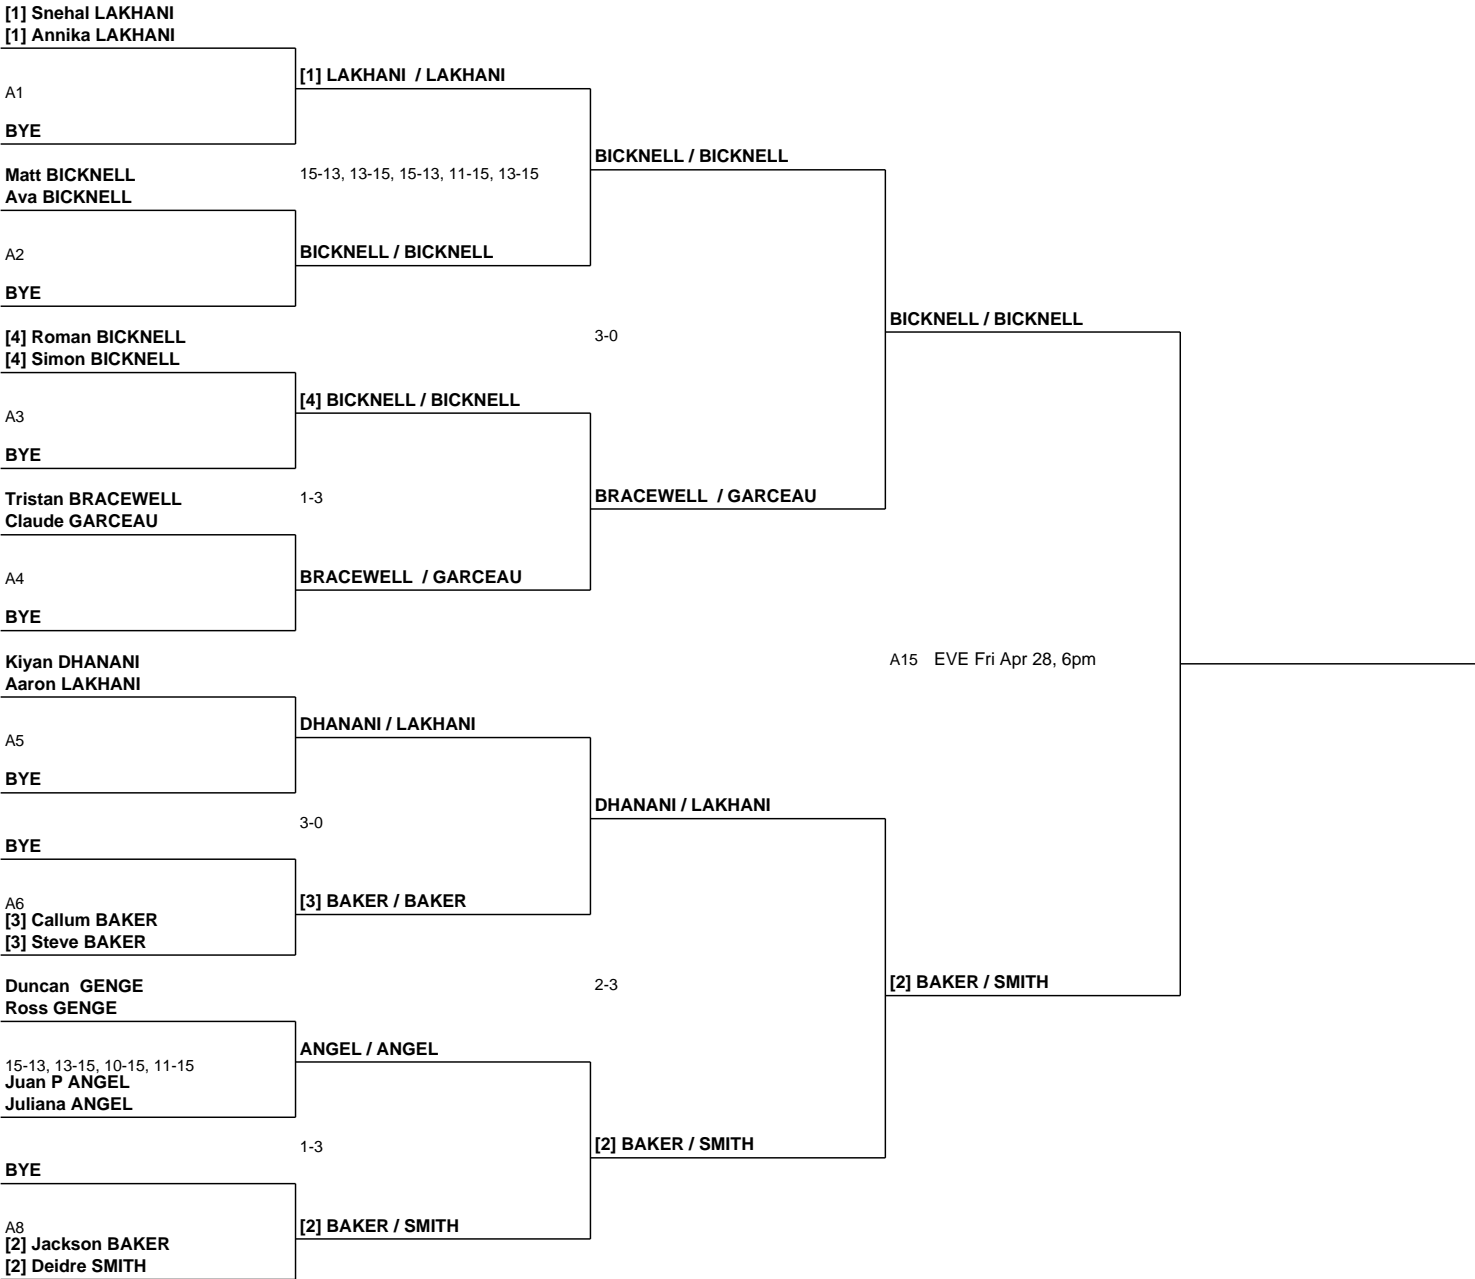 [1] Snehal LAKHANI
[1] Annika LAKHANI
[1] LAKHANI / LAKHANI
A1
BYE
BICKNELL / BICKNELL
Matt BICKNELL
15-13, 13-15, 15-13, 11-15, 13-15
Ava BICKNELL
A2
BICKNELL / BICKNELL
BYE
BICKNELL / BICKNELL
[4] Roman BICKNELL
3-0
[4] Simon BICKNELL
[4] BICKNELL / BICKNELL
A3
BYE
Tristan BRACEWELL
1-3
BRACEWELL / GARCEAU
Claude GARCEAU
A4
BRACEWELL / GARCEAU
BYE
Kiyan DHANANI
A15 EVE Fri Apr 28, 6pm
Aaron LAKHANI
DHANANI / LAKHANI
A5
BYE
DHANANI / LAKHANI
3-0
BYE
A6
[3] BAKER / BAKER
[3] Callum BAKER
[3] Steve BAKER
Duncan GENGE
2-3
[2] BAKER / SMITH
Ross GENGE
ANGEL / ANGEL
15-13, 13-15, 10-15, 11-15
Juan P ANGEL
Juliana ANGEL
1-3
[2] BAKER / SMITH
BYE
A8
[2] BAKER / SMITH
[2] Jackson BAKER
[2] Deidre SMITH